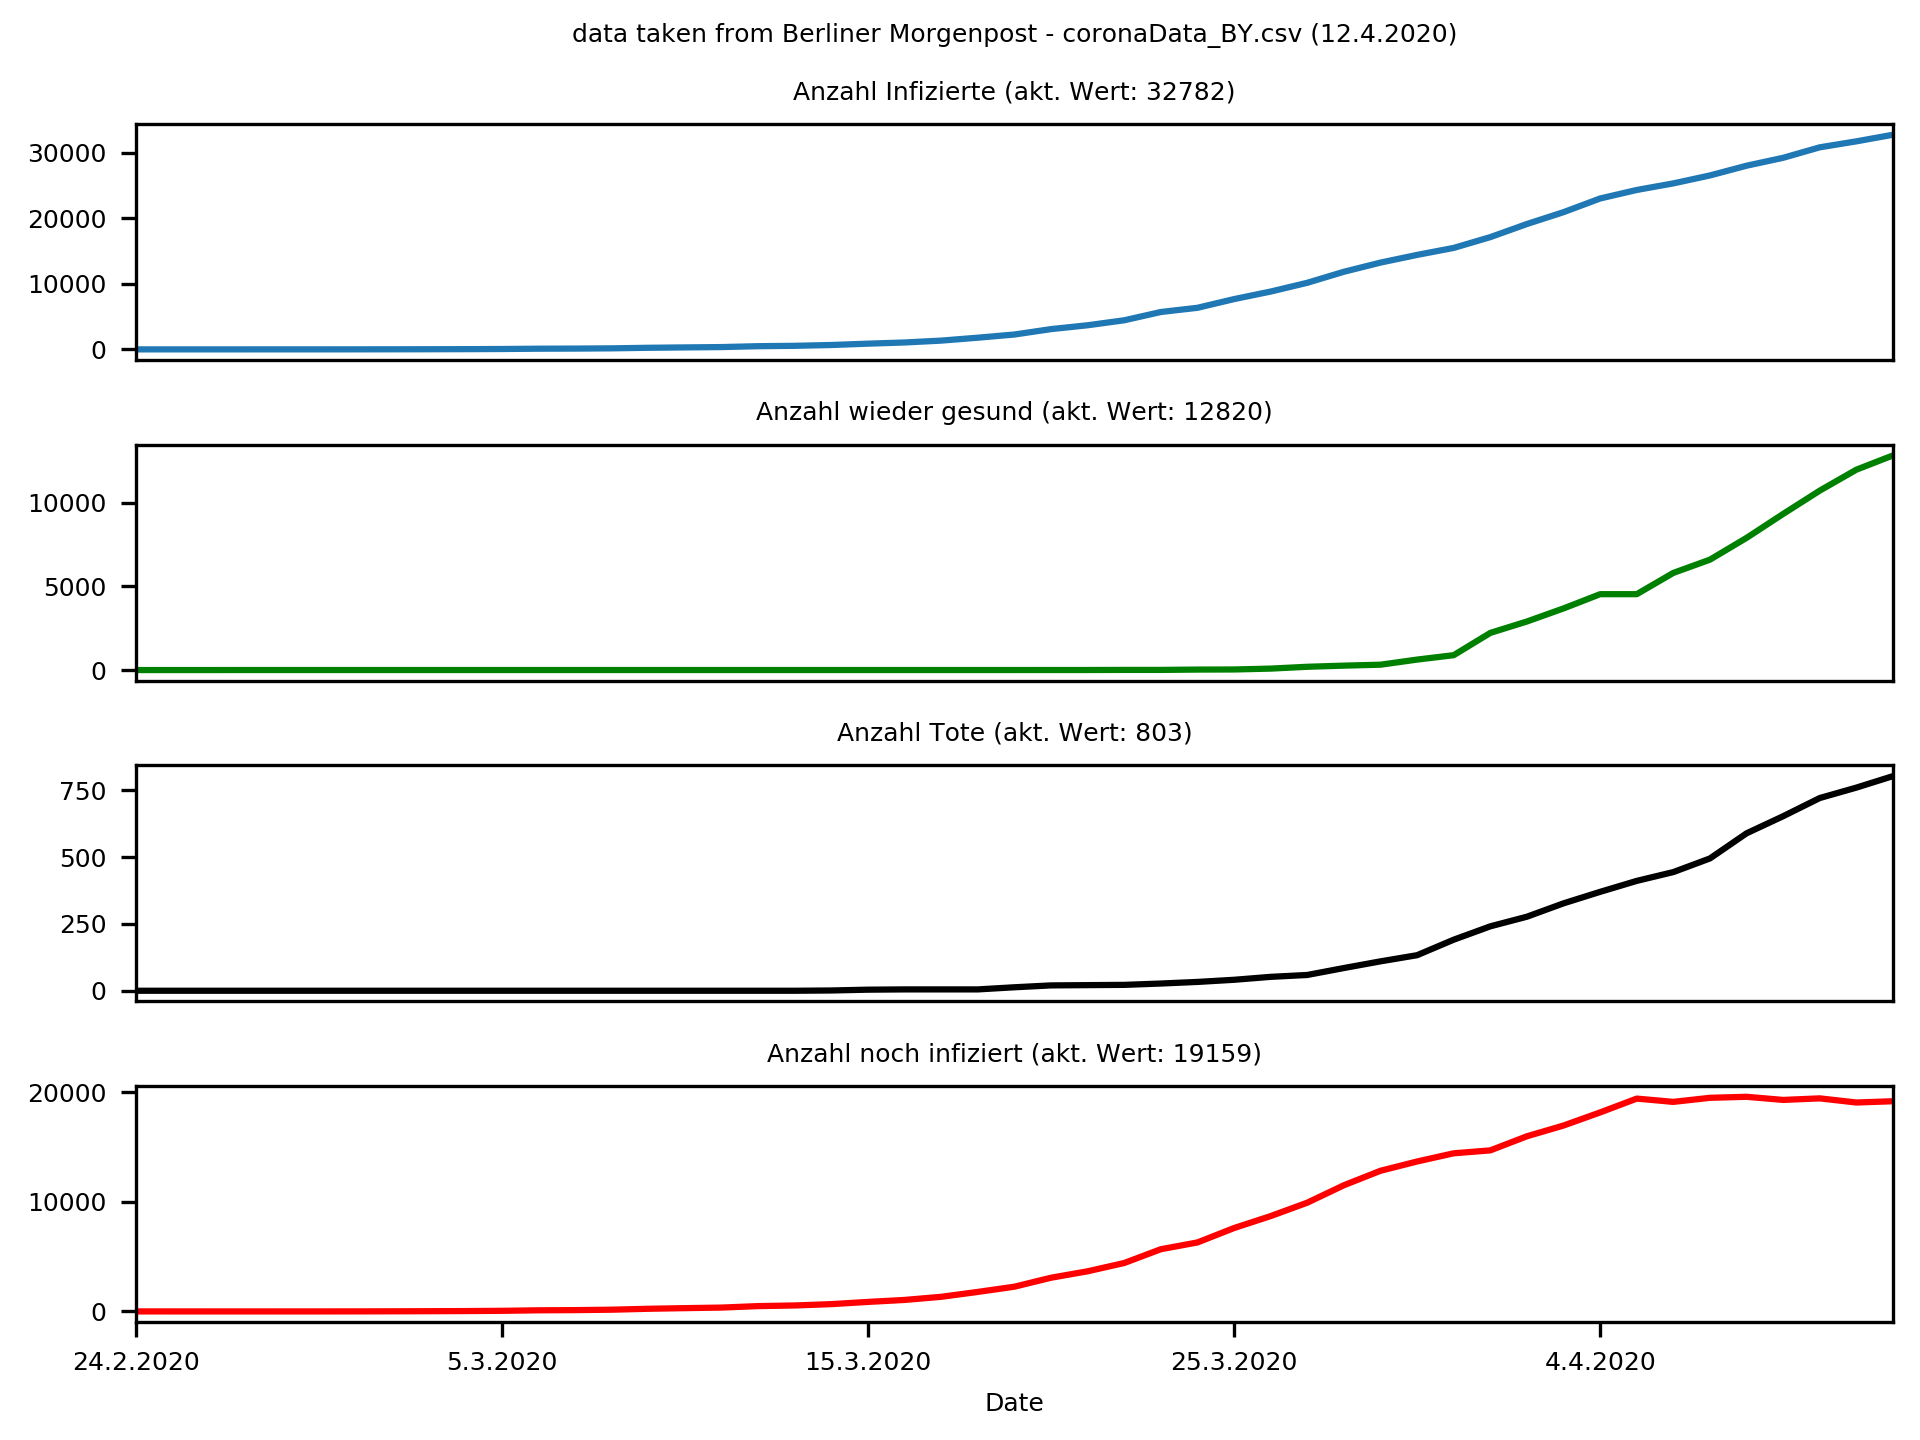 data taken from Berliner Morgenpost - coronaData_BY.csv (12.4.2020)
Anzahl Infizierte (akt. Wert: 32782)
30000
20000
10000
0
Anzahl wieder gesund (akt. Wert: 12820)
10000
5000
0
Anzahl Tote (akt. Wert: 803)
750
500
250
0
Anzahl noch infiziert (akt. Wert: 19159)
20000
10000
0
24.2.2020 5.3.2020 15.3.2020 25.3.2020 4.4.2020
Date